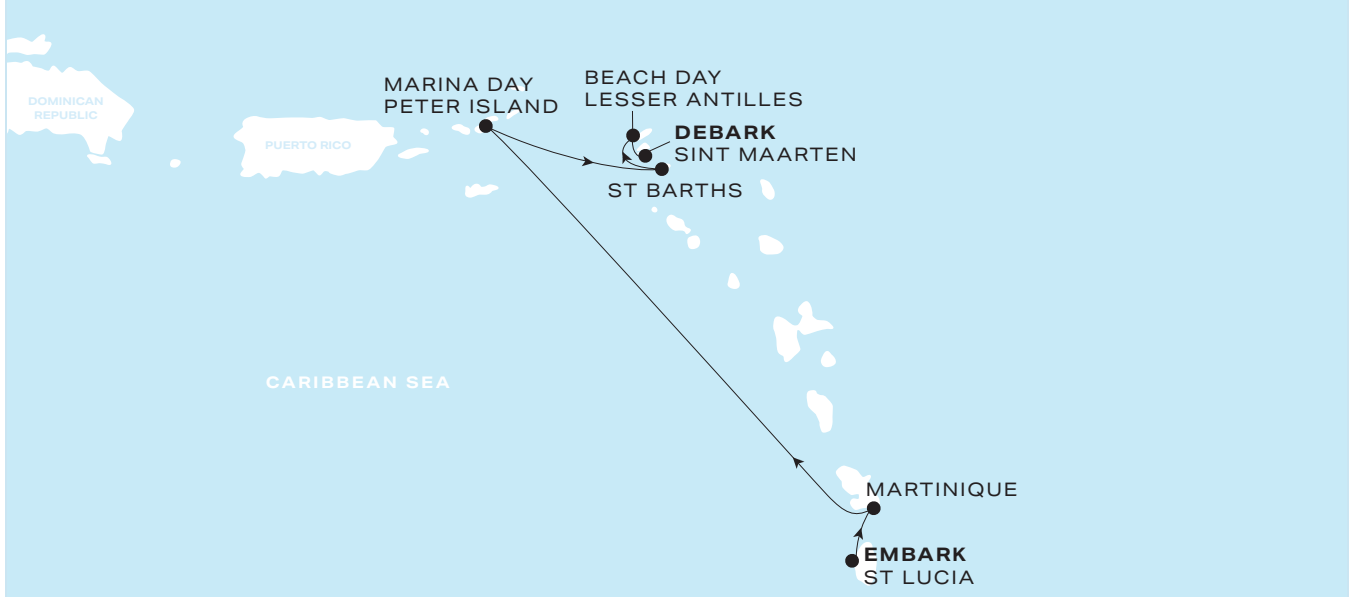 MARINA DAY
PETER ISLAND
BEACH DAY
LESSER ANTILLES
DOMINICAN
REPUBLIC
PUERTO RICO
DEBARK
SINT MAARTEN
ST BARTHS
CARIBBEAN SEA
MARTINIQUE
EMBARK
ST LUCIA